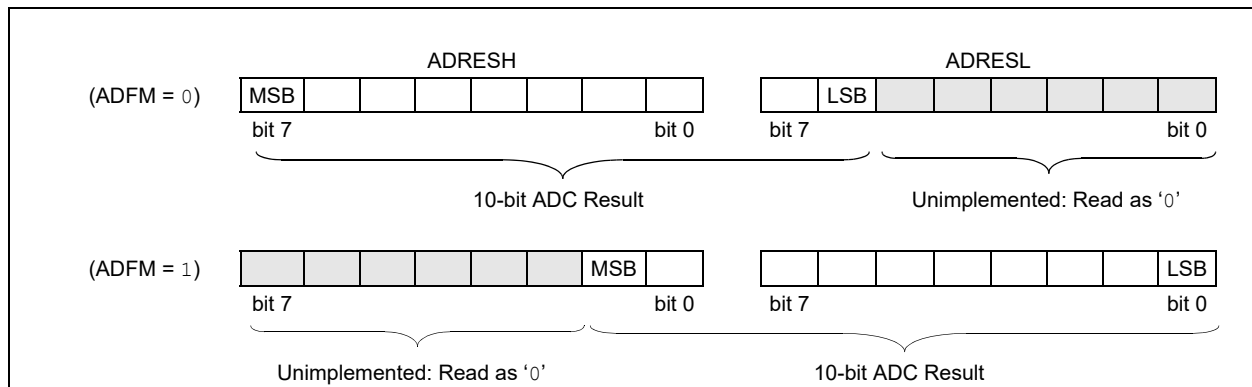 ADRESH ADRESL
(ADFM = 0) MSB LSB
bit 7 bit 0 bit 7 bit 0
10-bit ADC Result Unimplemented: Read as ‘0’
(ADFM = 1) MSB LSB
bit 7 bit 0 bit 7 bit 0
Unimplemented: Read as ‘0’ 10-bit ADC Result